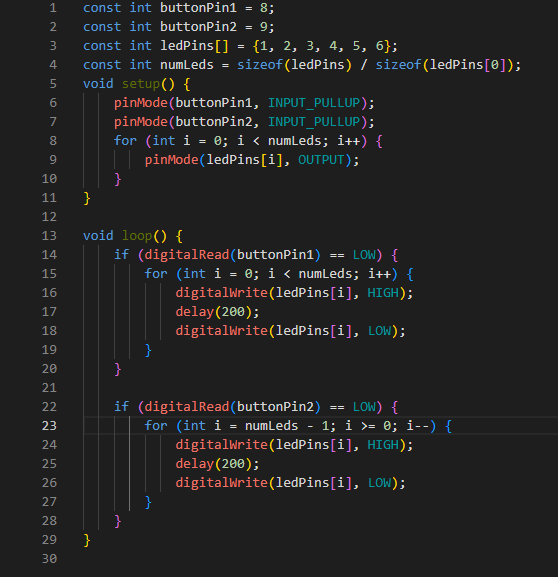 1 const int buttonPin1 = 8;
2 const int buttonPin2 = 9;
3 const int ledPins[] = {1, 2, 3, 4, 5, 6};
4 const int numLeds = sizeof(ledPins) / sizeof(ledPins[0]);
5 void setup() {
6     pinMode(buttonPin1, INPUT_PULLUP);
7     pinMode(buttonPin2, INPUT_PULLUP);
8     for (int i = 0; i < numLeds; i++) {
9         pinMode(ledPins[i], OUTPUT);
10     }
11 }
12
13 void loop() {
14     if (digitalRead(buttonPin1) == LOW) {
15         for (int i = 0; i < numLeds; i++) {
16             digitalWrite(ledPins[i], HIGH);
17             delay(200);
18             digitalWrite(ledPins[i], LOW);
19         }
20     }
21
22     if (digitalRead(buttonPin2) == LOW) {
23         for (int i = numLeds - 1; i >= 0; i--) {
24             digitalWrite(ledPins[i], HIGH);
25             delay(200);
26             digitalWrite(ledPins[i], LOW);
27         }
28     }
29 }
30